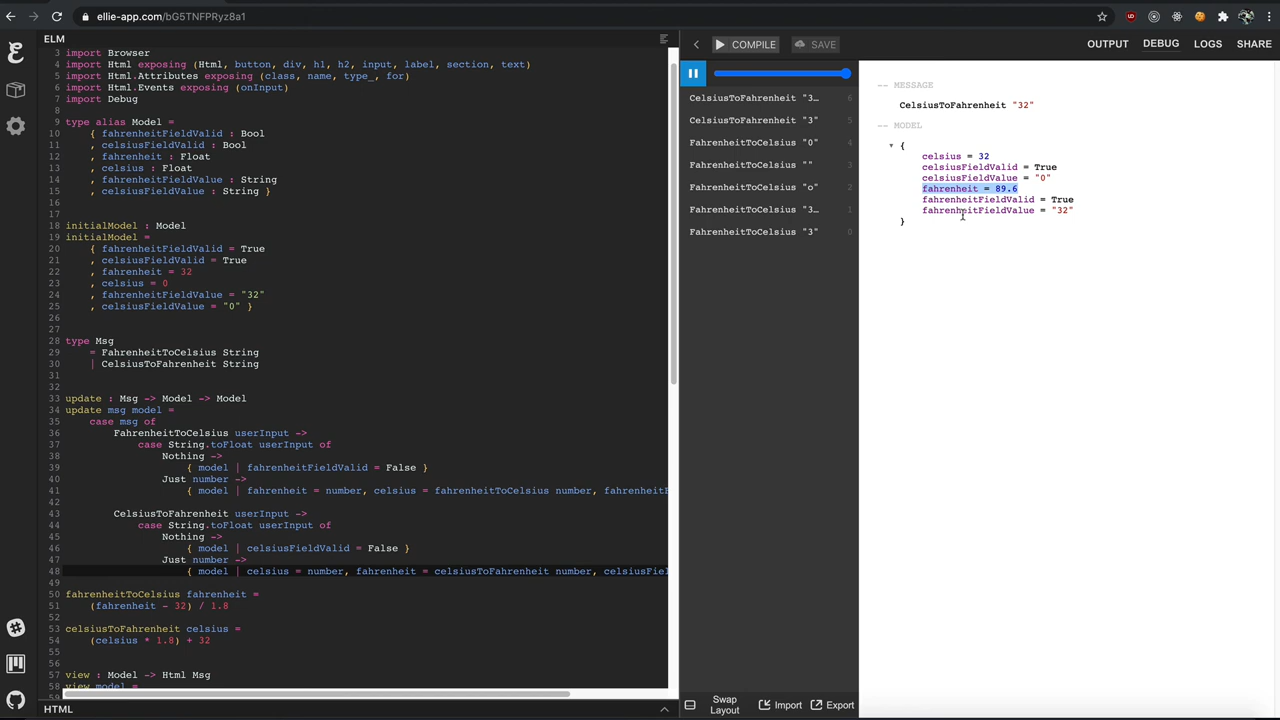 ellie-app.com/bG5TNFPRyz8a1
ELM
COMPILE
SAVE
OUTPUT
DEBUG
LOGS
SHARE
3 import Browser
4 import Html exposing (Html, button, div, h1, h2, input, label, section, text)
5 import Html.Attributes exposing (class, name, type_, for)
6 import Html.Events exposing (onInput)
7 import Debug
8
9 type alias Model =
10 { fahrenheitFieldValid : Bool
11 , celsiusFieldValid : Bool
12 , fahrenheit : Float
13 , celsius : Float
14 , fahrenheitFieldValue : String
15 , celsiusFieldValue : String }
16
17
18 initialModel : Model
19 initialModel =
20 { fahrenheitFieldValid = True
21 , celsiusFieldValid = True
22 , fahrenheit = 32
23 , celsius = 0
24 , fahrenheitFieldValue = "32"
25 , celsiusFieldValue = "0" }
26
27
28 type Msg
29 = FahrenheitToCelsius String
30 | CelsiusToFahrenheit String
31
32
33 update : Msg -> Model -> Model
34 update msg model =
35 case msg of
36 FahrenheitToCelsius userInput ->
37 case String.toFloat userInput of
38 Nothing ->
39 { model | fahrenheitFieldValid = False }
40 Just number ->
41 { model | fahrenheit = number, celsius = fahrenheitToCelsius number, fahrenheitF
42
43 CelsiusToFahrenheit userInput ->
44 case String.toFloat userInput of
45 Nothing ->
46 { model | celsiusFieldValid = False }
47 Just number ->
48 { model | celsius = number, fahrenheit = celsiusToFahrenheit number, celsiusFiel
49
50 fahrenheitToCelsius fahrenheit =
51 (fahrenheit - 32) / 1.8
52
53 celsiusToFahrenheit celsius =
54 (celsius * 1.8) + 32
55
56
57 view : Model -> Html Msg
58 view model =
59
HTML
CelsiusToFahrenheit "3… 6
CelsiusToFahrenheit "3" 5
FahrenheitToCelsius "0" 4
FahrenheitToCelsius "" 3
FahrenheitToCelsius "o" 2
FahrenheitToCelsius "3… 1
FahrenheitToCelsius "3" 0
Swap
Layout
Import
Export
-- MESSAGE
CelsiusToFahrenheit "32"
-- MODEL
{
celsius = 32
celsiusFieldValid = True
celsiusFieldValue = "0"
fahrenheit = 89.6
fahrenheitFieldValid = True
fahrenheitFieldValue = "32"
}